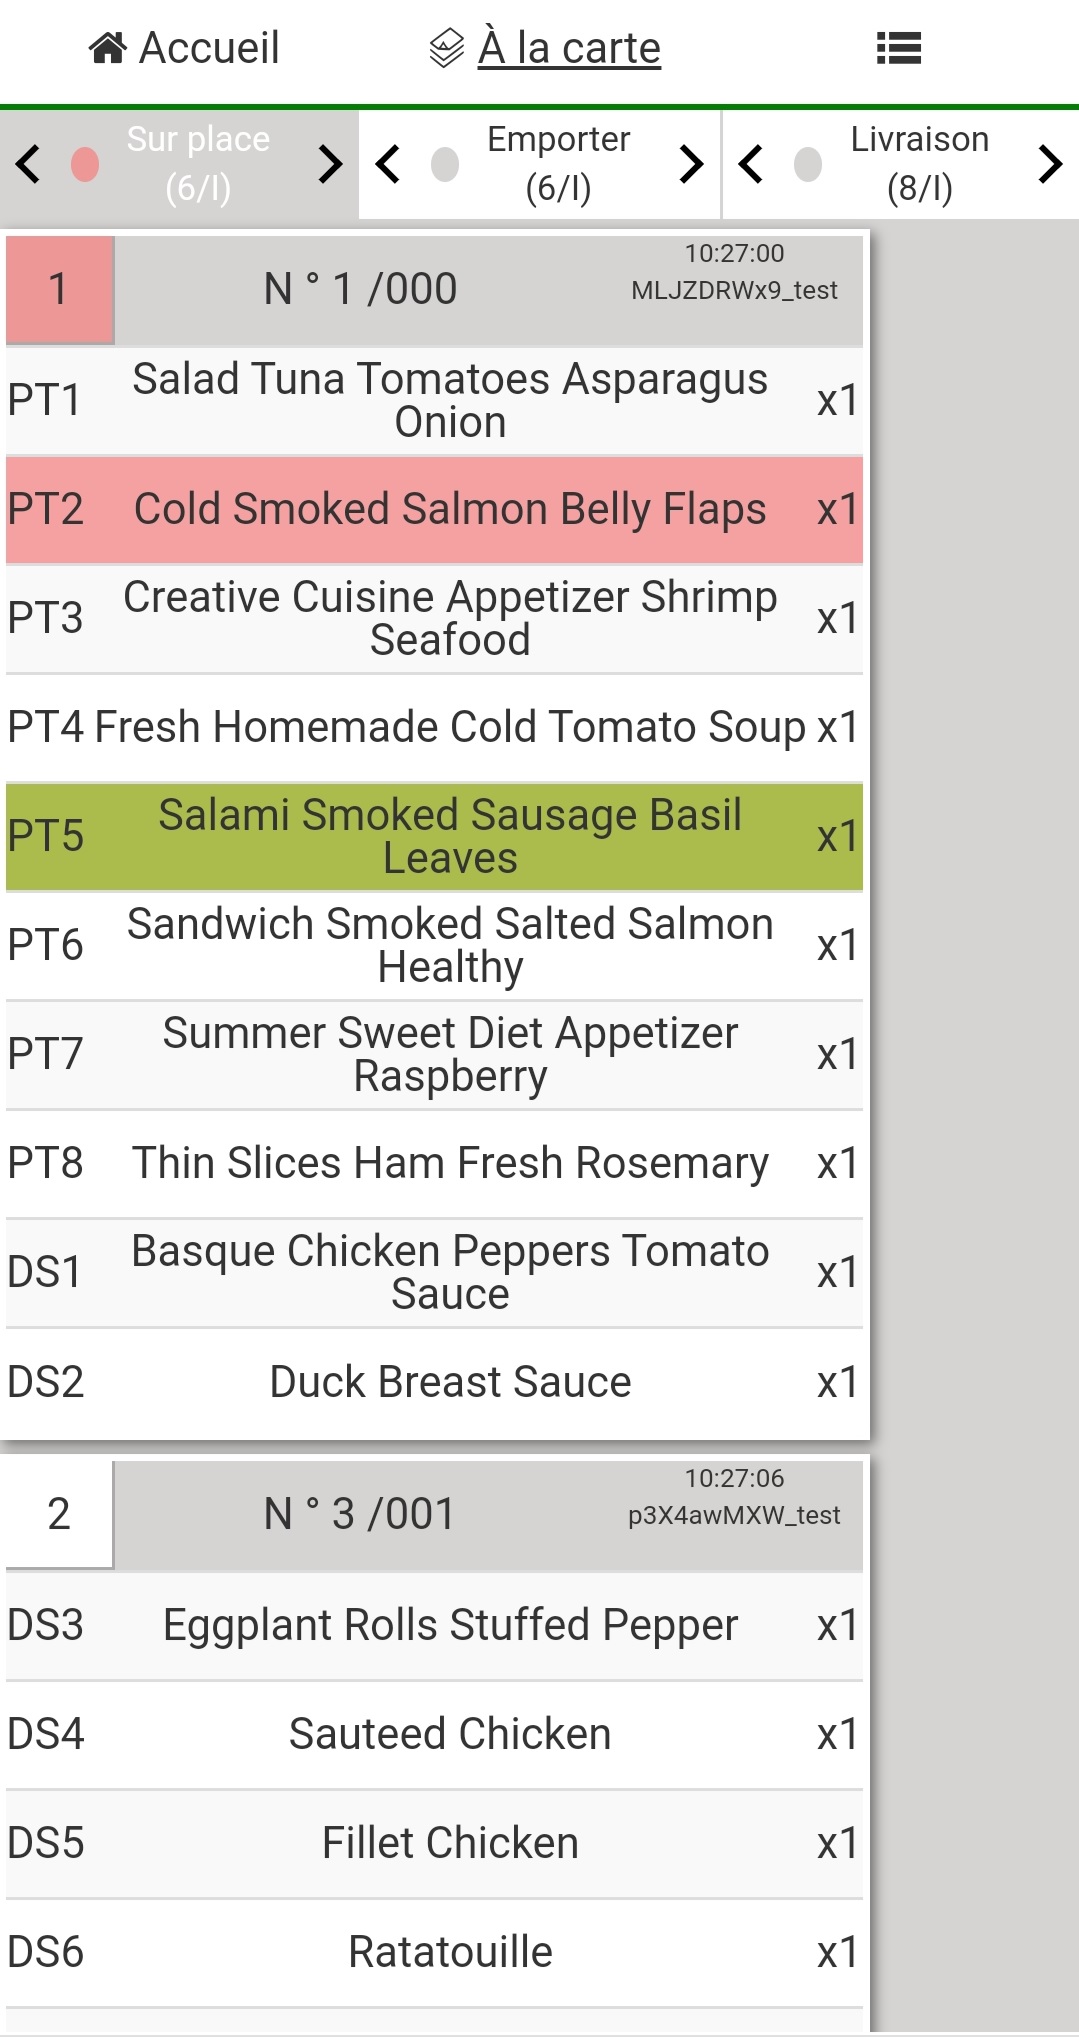 Accueil
À la carte
Sur place
(6/I)
Emporter
(6/I)
Livraison
(8/I)
1
N ° 1 /000
10:27:00
MLJZDRWx9_test
PT1
Salad Tuna Tomatoes Asparagus
Onion
x1
PT2
Cold Smoked Salmon Belly Flaps
x1
PT3
Creative Cuisine Appetizer Shrimp
Seafood
x1
PT4
Fresh Homemade Cold Tomato Soup
x1
PT5
Salami Smoked Sausage Basil
Leaves
x1
PT6
Sandwich Smoked Salted Salmon
Healthy
x1
PT7
Summer Sweet Diet Appetizer
Raspberry
x1
PT8
Thin Slices Ham Fresh Rosemary
x1
DS1
Basque Chicken Peppers Tomato
Sauce
x1
DS2
Duck Breast Sauce
x1
2
N ° 3 /001
10:27:06
p3X4awMXW_test
DS3
Eggplant Rolls Stuffed Pepper
x1
DS4
Sauteed Chicken
x1
DS5
Fillet Chicken
x1
DS6
Ratatouille
x1